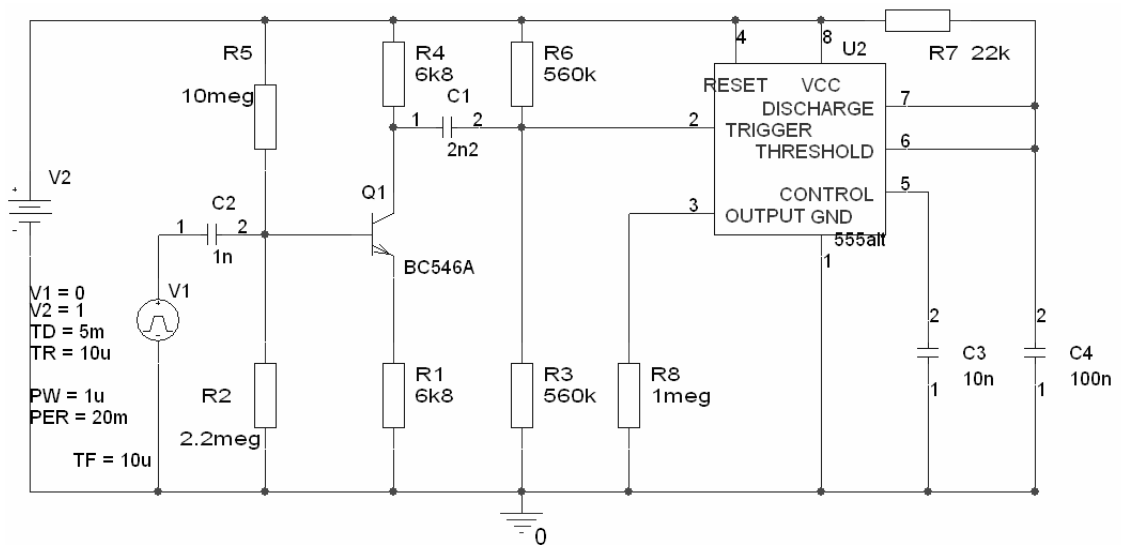 R5
10meg
R4
6k8
C1
1 2
2n2
R6
560k
4
8
U2
R7 22k
RESET VCC
DISCHARGE
7
2
TRIGGER
THRESHOLD
6
CONTROL
5
3
OUTPUT GND
555alt
1
V2
+
-
C2
1 2
1n
Q1
BC546A
V1
+
-
V1 = 0
V2 = 1
TD = 5m
TR = 10u
PW = 1u
PER = 20m
TF = 10u
R2
2.2meg
R1
6k8
R3
560k
R8
1meg
2
C3
10n
1
2
C4
100n
1
0